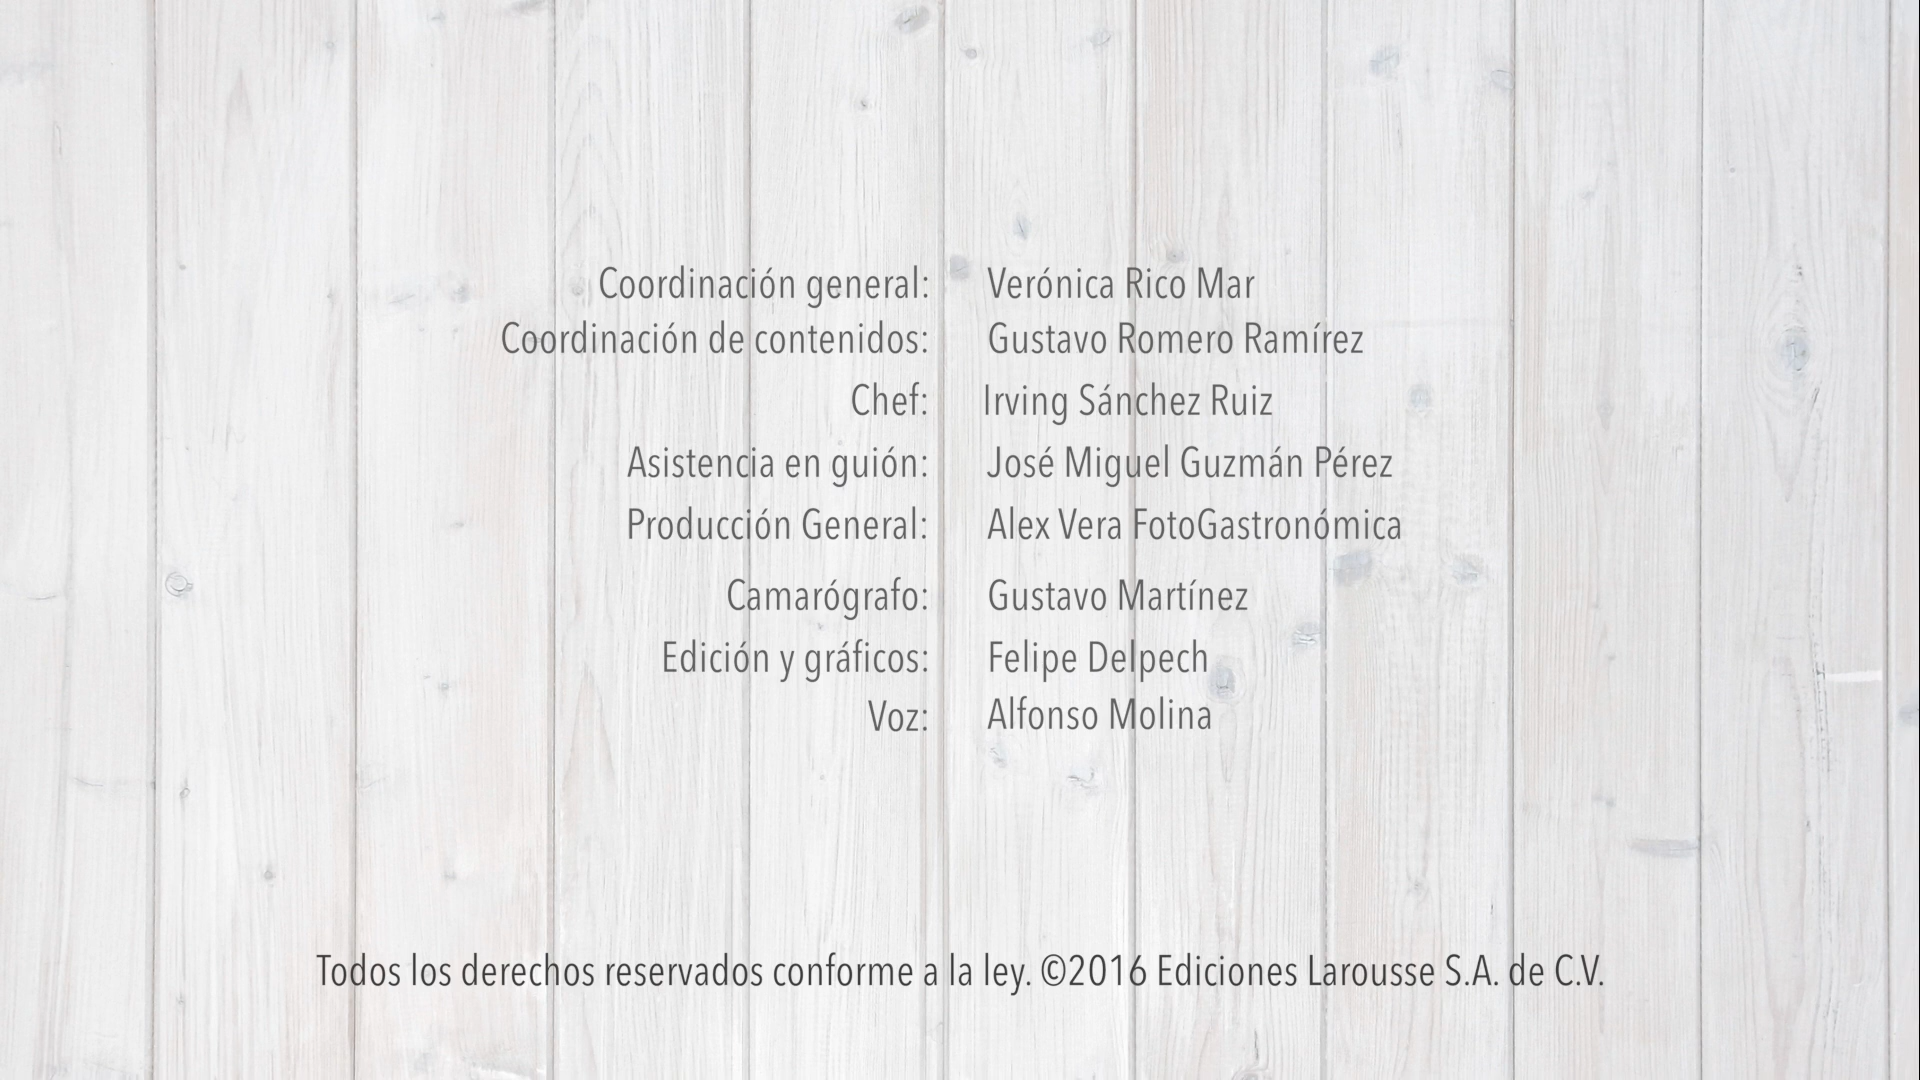 Coordinación general: Verónica Rico Mar
Coordinación de contenidos: Gustavo Romero Ramírez
Chef: Irving Sánchez Ruiz
Asistencia en guión: José Miguel Guzmán Pérez
Producción General: Alex Vera FotoGastronómica
Camarógrafo: Gustavo Martínez
Edición y gráficos: Felipe Delpech
Voz: Alfonso Molina
Todos los derechos reservados conforme a la ley. ©2016 Ediciones Larousse S.A. de C.V.